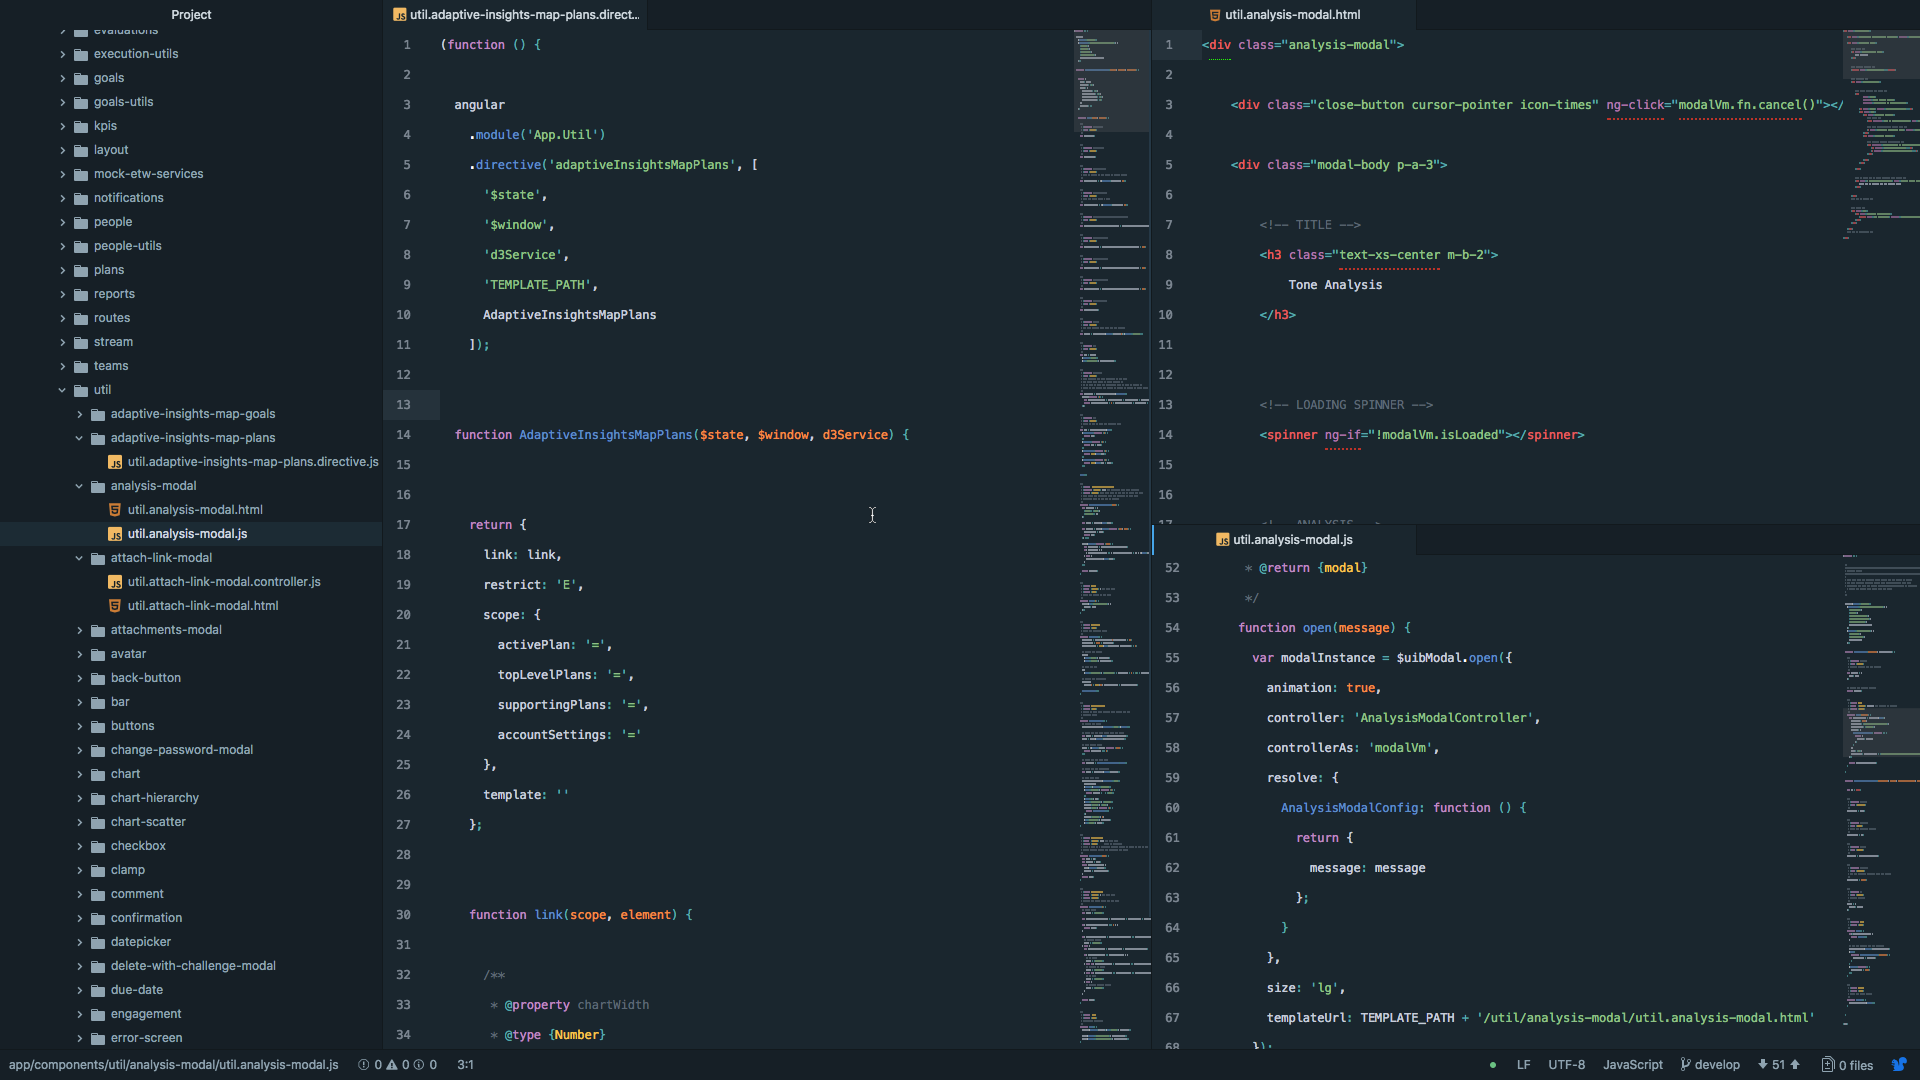 Project
evaluations
execution-utils
goals
goals-utils
kpis
layout
mock-etw-services
notifications
people
people-utils
plans
reports
routes
stream
teams
util
adaptive-insights-map-goals
adaptive-insights-map-plans
util.adaptive-insights-map-plans.directive.js
analysis-modal
util.analysis-modal.html
util.analysis-modal.js
attach-link-modal
util.attach-link-modal.controller.js
util.attach-link-modal.html
attachments-modal
avatar
back-button
bar
buttons
change-password-modal
chart
chart-hierarchy
chart-scatter
checkbox
clamp
comment
confirmation
datepicker
delete-with-challenge-modal
due-date
engagement
error-screen
util.adaptive-insights-map-plans.direct...
1 (function () {
2
3 angular
4 .module('App.Util')
5 .directive('adaptiveInsightsMapPlans', [
6 '$state',
7 '$window',
8 'd3Service',
9 'TEMPLATE_PATH',
10 AdaptiveInsightsMapPlans
11 ]);
12
13
14 function AdaptiveInsightsMapPlans($state, $window, d3Service) {
15
16
17 return {
18 link: link,
19 restrict: 'E',
20 scope: {
21 activePlan: '=',
22 topLevelPlans: '=',
23 supportingPlans: '=',
24 accountSettings: '='
25 },
26 template: ''
27 };
28
29
30 function link(scope, element) {
31
32 /**
33 * @property chartWidth
34 * @type {Number}
util.analysis-modal.html
1 <div class="analysis-modal">
2
3 <div class="close-button cursor-pointer icon-times" ng-click="modalVm.fn.cancel()"></
4
5 <div class="modal-body p-a-3">
6
7 <!-- TITLE -->
8 <h3 class="text-xs-center m-b-2">
9 Tone Analysis
10 </h3>
11
12
13 <!-- LOADING SPINNER -->
14 <spinner ng-if="!modalVm.isLoaded"></spinner>
15
16
17 <!-- ANALYSIS -->
util.analysis-modal.js
52 * @return {modal}
53 */
54 function open(message) {
55 var modalInstance = $uibModal.open({
56 animation: true,
57 controller: 'AnalysisModalController',
58 controllerAs: 'modalVm',
59 resolve: {
60 AnalysisModalConfig: function () {
61 return {
62 message: message
63 };
64 }
65 },
66 size: 'lg',
67 templateUrl: TEMPLATE_PATH + '/util/analysis-modal/util.analysis-modal.html'
68 });
app/components/util/analysis-modal/util.analysis-modal.js 0 0 0 3:1
LF UTF-8 JavaScript develop 51 0 files